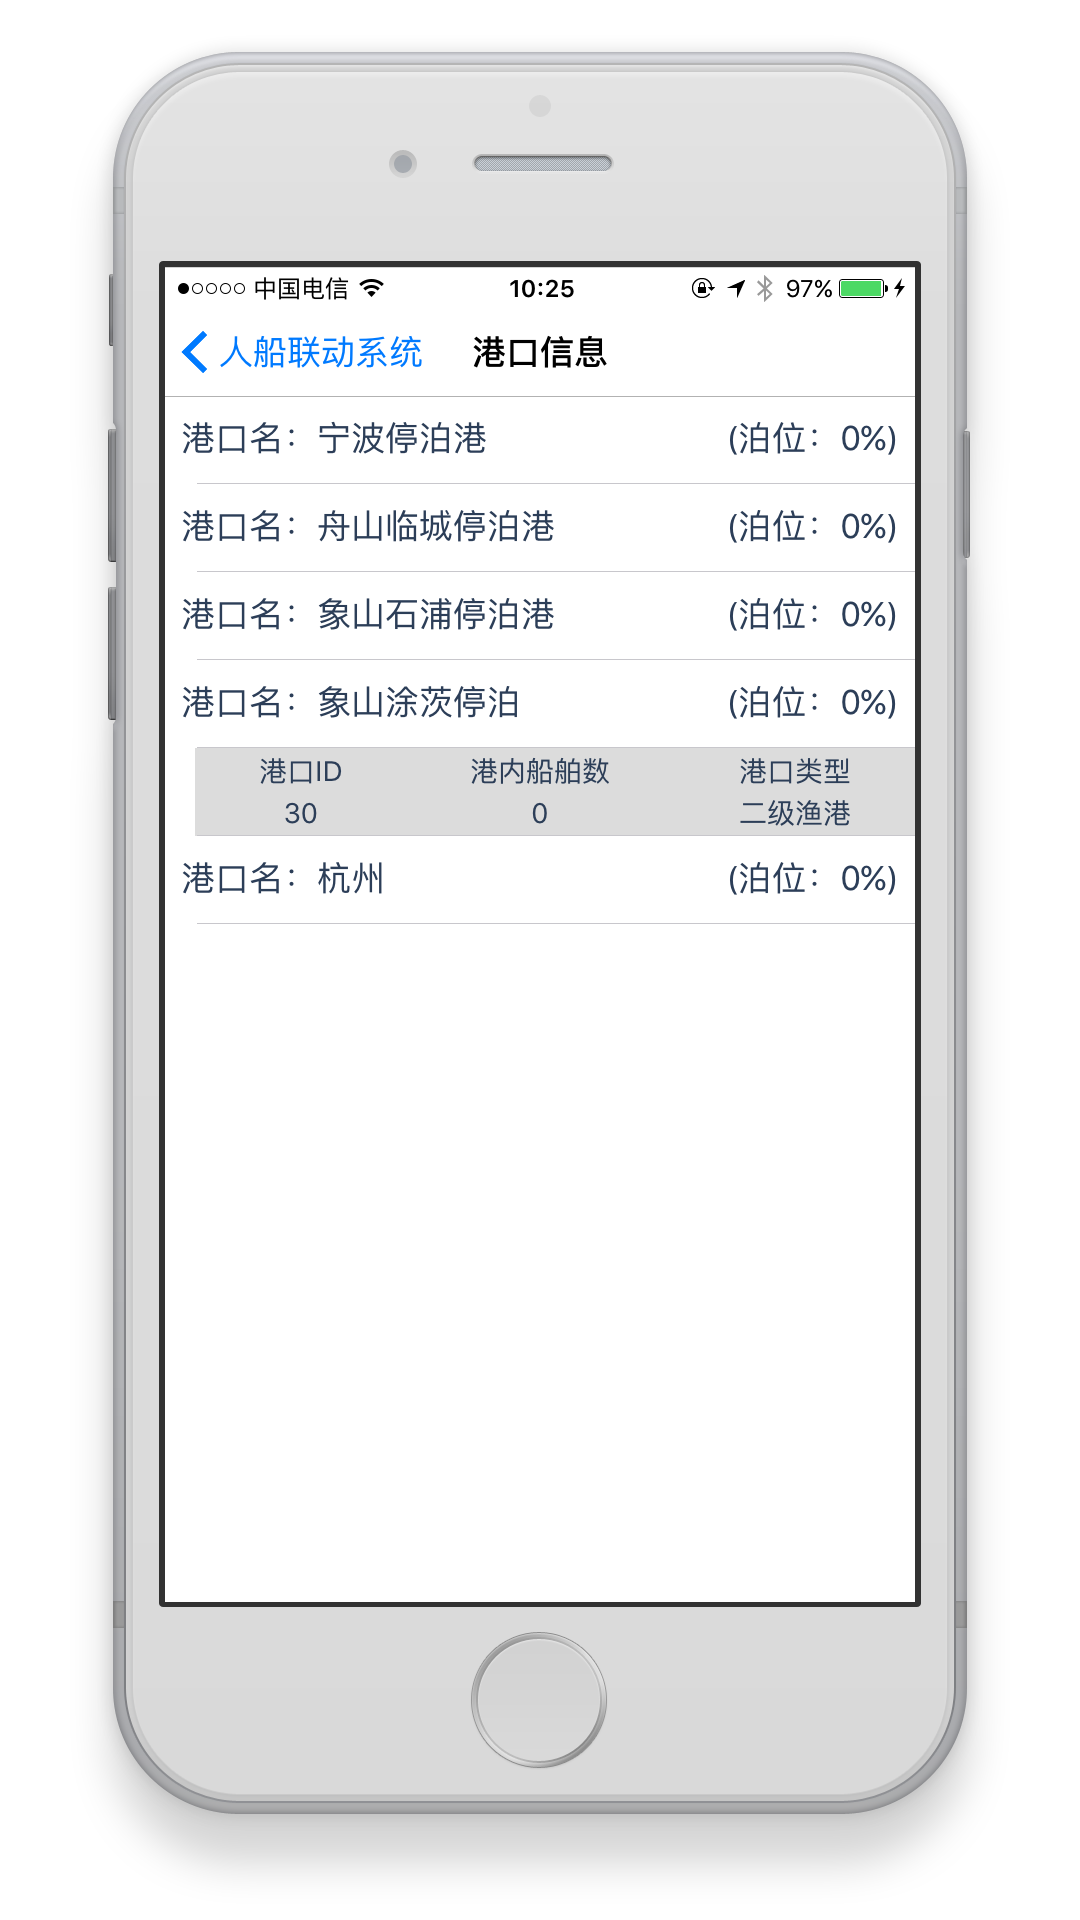 中国电信 10:25 97%
人船联动系统 港口信息
港口名：宁波停泊港 (泊位：0%)
港口名：舟山临城停泊港 (泊位：0%)
港口名：象山石浦停泊港 (泊位：0%)
港口名：象山涂茨停泊 (泊位：0%)
港口ID 港内船舶数 港口类型
30 0 二级渔港
港口名：杭州 (泊位：0%)